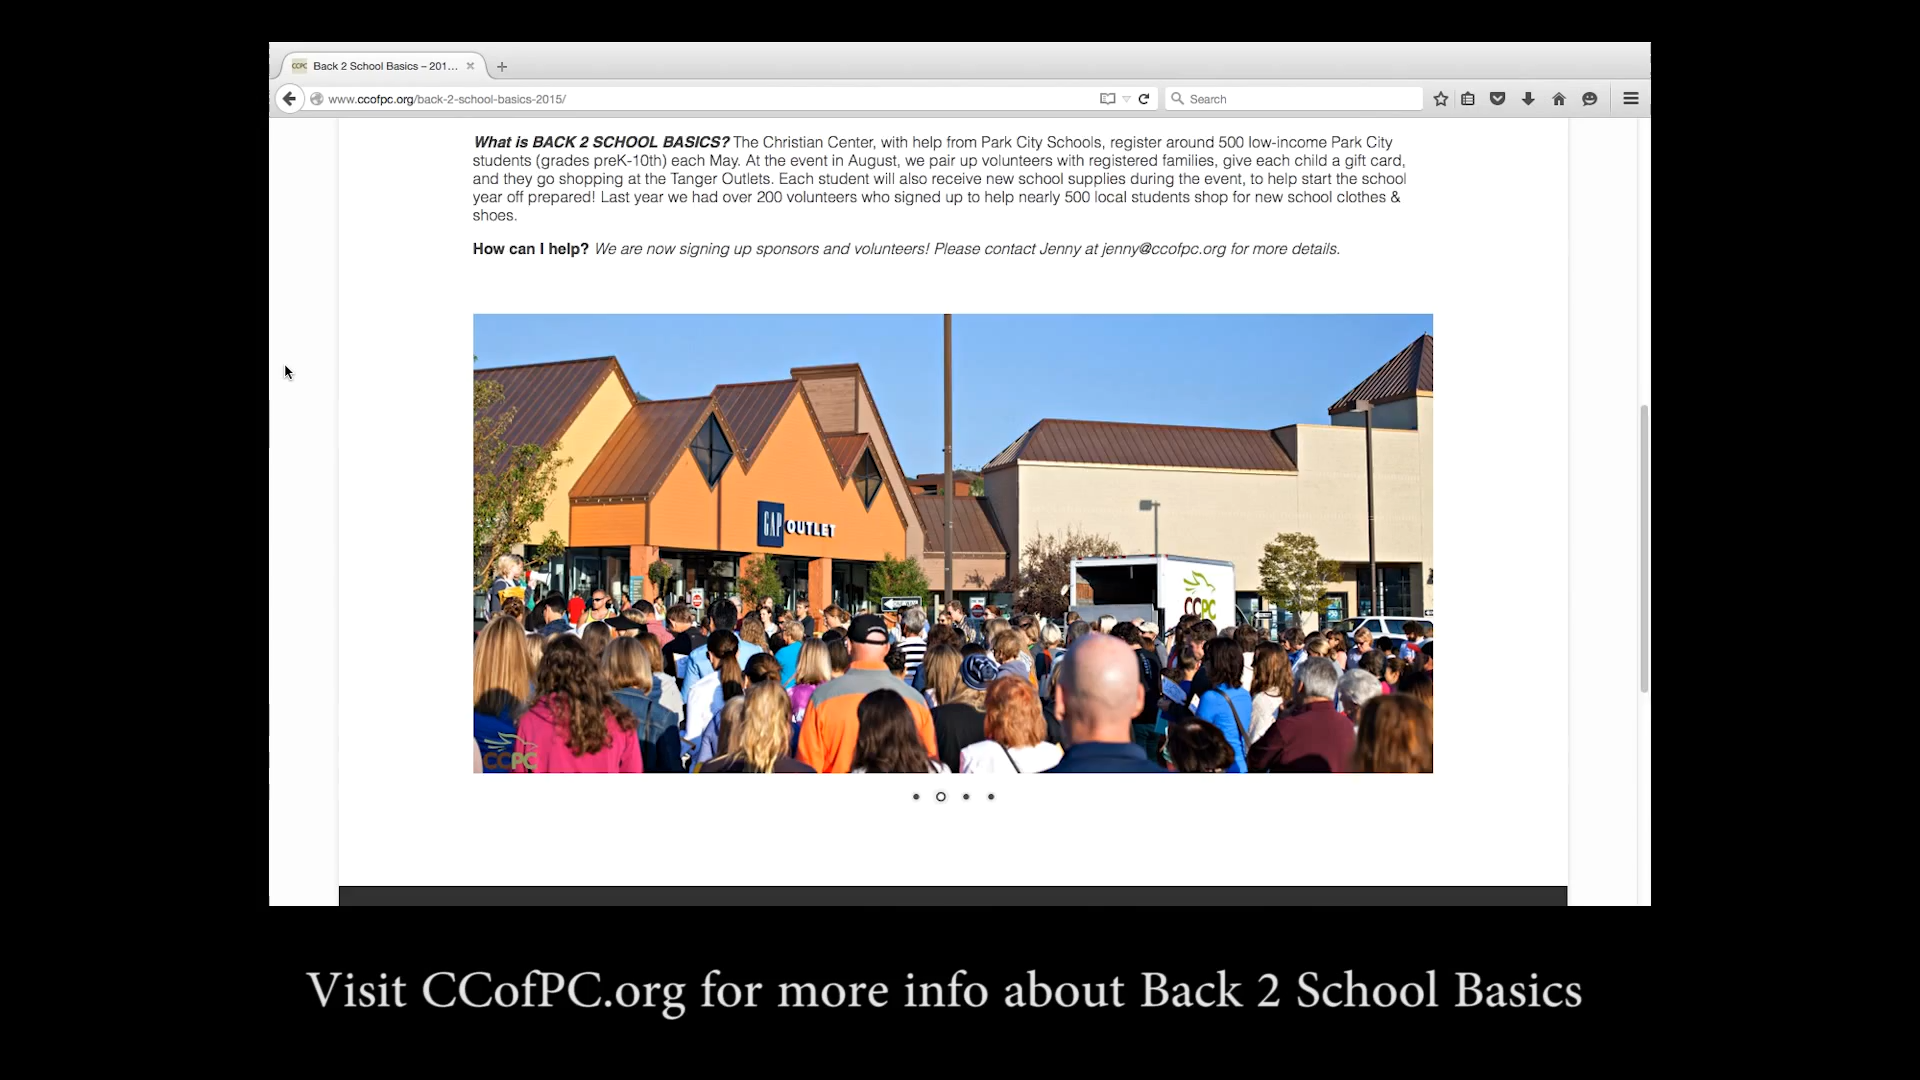 CCPC Back 2 School Basics – 201...
www.ccofpc.org/back-2-school-basics-2015/
Search
What is BACK 2 SCHOOL BASICS? The Christian Center, with help from Park City Schools, register around 500 low-income Park City
students (grades preK-10th) each May. At the event in August, we pair up volunteers with registered families, give each child a gift card,
and they go shopping at the Tanger Outlets. Each student will also receive new school supplies during the event, to help start the school
year off prepared! Last year we had over 200 volunteers who signed up to help nearly 500 local students shop for new school clothes &
shoes.
How can I help? We are now signing up sponsors and volunteers! Please contact Jenny at jenny@ccofpc.org for more details.
GAP OUTLET
CCPC
CCPC
Visit CCofPC.org for more info about Back 2 School Basics